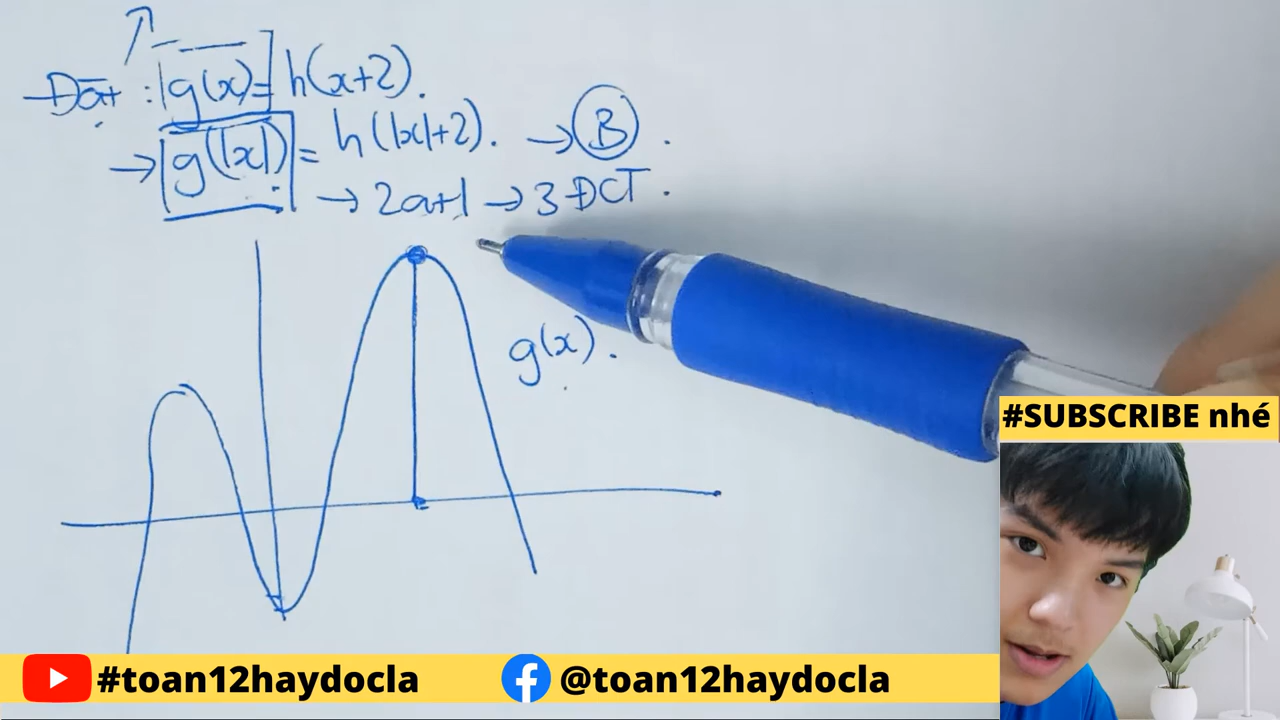 Đặt : g(x) = h(x+2).
→ g(|x|) = h(|x|+2). → B .
→ 2a+1 → 3 ĐCT .
g(x) .
#SUBSCRIBE nhé
#toan12haydocla @toan12haydocla